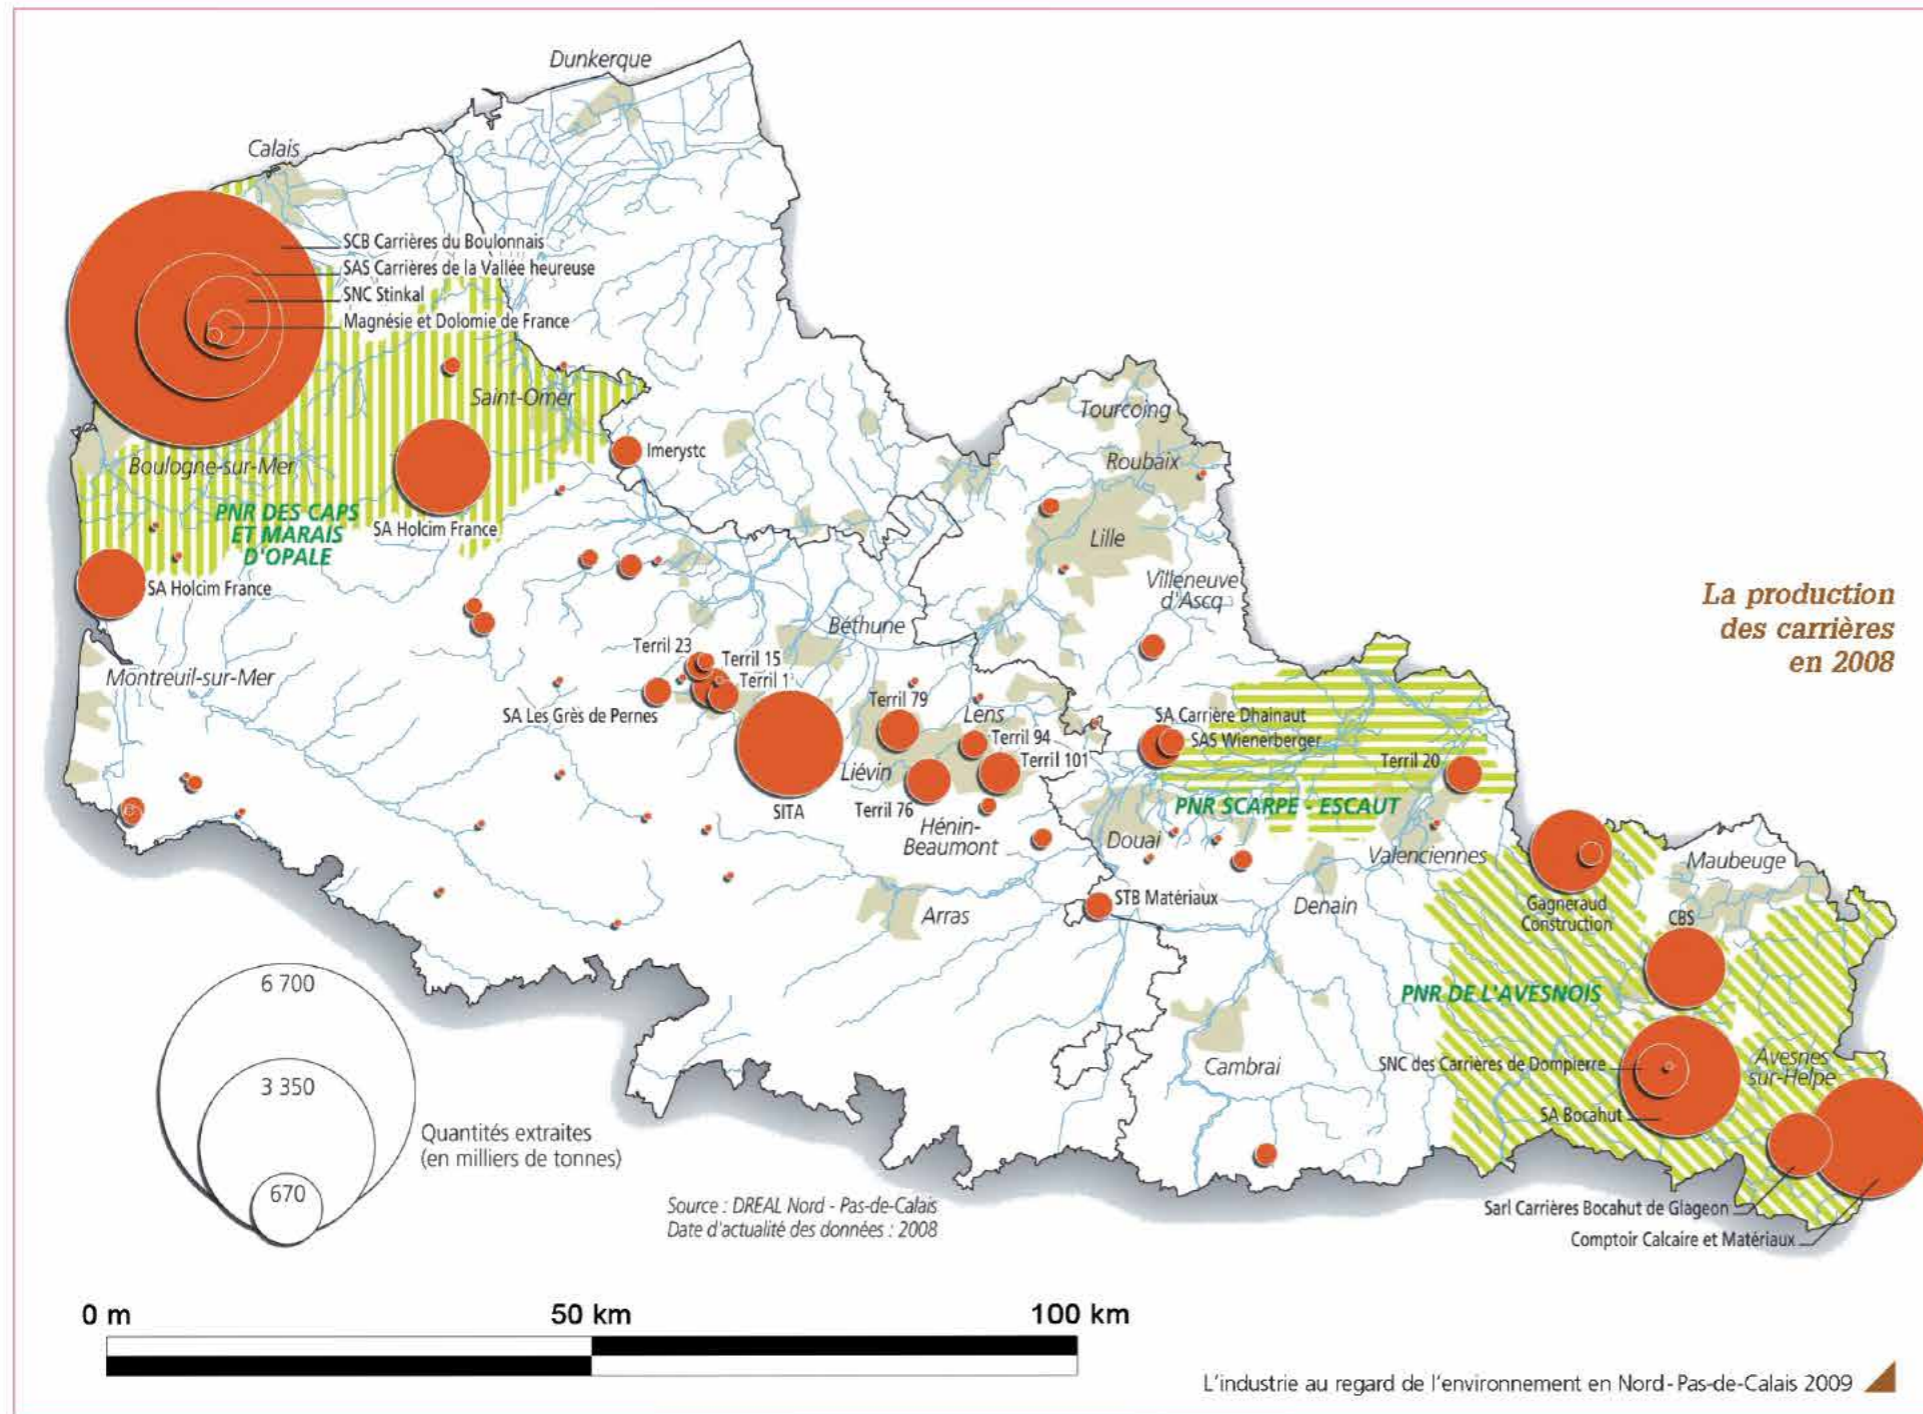 Dunkerque
Calais
SCB Carrières du Boulonnais
SAS Carrières de la Vallée heureuse
SNC Stinkal
Magnésie et Dolomie de France
Saint-Omer
Tourcoing
Roubaix
Imerystc
Boulogne-sur-Mer
PNR DES CAPS
ET MARAIS
D'OPALE
SA Holcim France
Lille
SA Holcim France
Villeneuve
d'Ascq
La production
des carrières
en 2008
Béthune
Terril 23
Terril 15
Terril 1
Montreuil-sur-Mer
SA Les Grès de Pernes
Terril 79
Lens
Terril 94
SA Carrière Dhainaut
SAS Wienerberger
Terril 101
Terril 20
Liévin
SITA
Terril 76
PNR SCARPE - ESCAUT
Hénin-
Beaumont
Douai
Valenciennes
Maubeuge
STB Matériaux
Denain
Arras
Gagneraud
Construction
CBS
6 700
PNR DE L'AVESNOIS
3 350
Cambrai
SNC des Carrières de Dompierre
Avesnes
sur-Helpe
SA Bocahut
Quantités extraites
(en milliers de tonnes)
670
Source : DREAL Nord - Pas-de-Calais
Date d'actualité des données : 2008
Sarl Carrières Bocahut de Glageon
Comptoir Calcaire et Matériaux
0 m
50 km
100 km
L'industrie au regard de l'environnement en Nord-Pas-de-Calais 2009